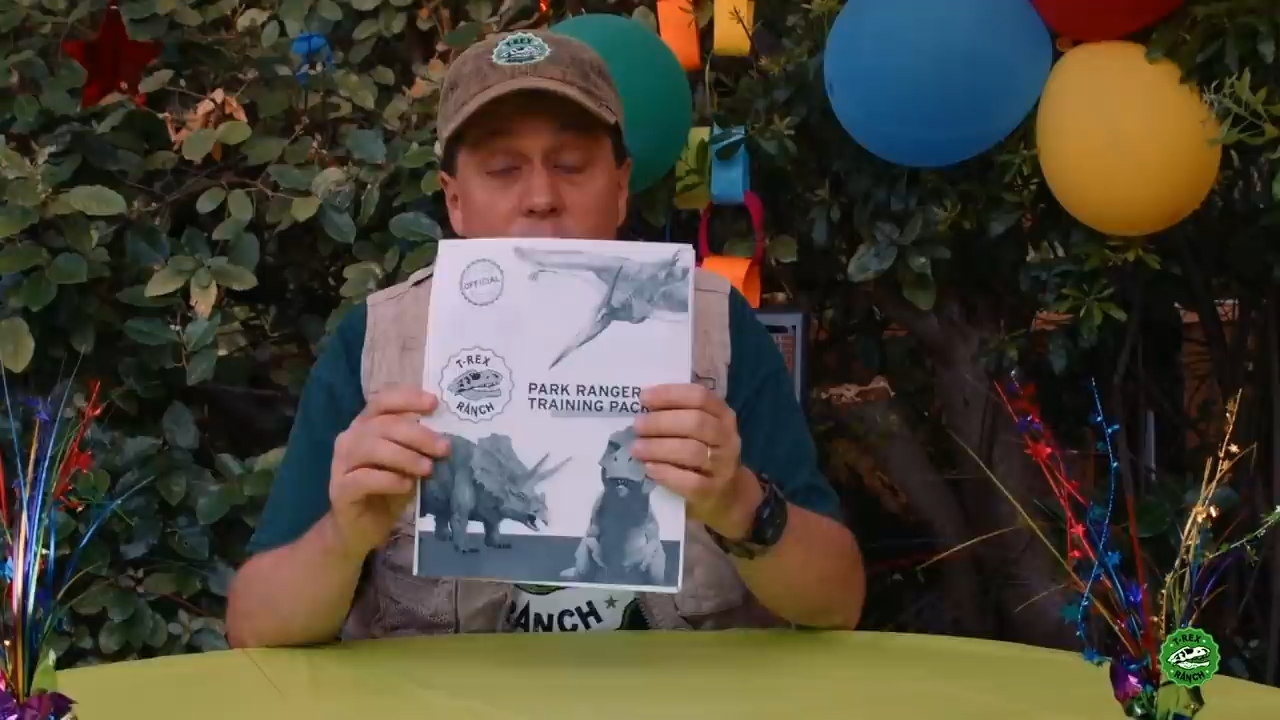 OFFICIAL
T-REX
RANCH
PARK RANGER
TRAINING PACK
RANCH
T-REX
RANCH